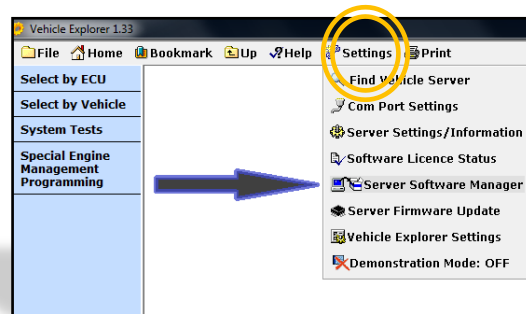 Vehicle Explorer 1.33
File Home Bookmark Up Help Settings Print
Select by ECU
Select by Vehicle
System Tests
Special Engine
Management
Programming
Find Vehicle Server
Com Port Settings
Server Settings/Information
Software Licence Status
Server Software Manager
Server Firmware Update
Vehicle Explorer Settings
Demonstration Mode: OFF